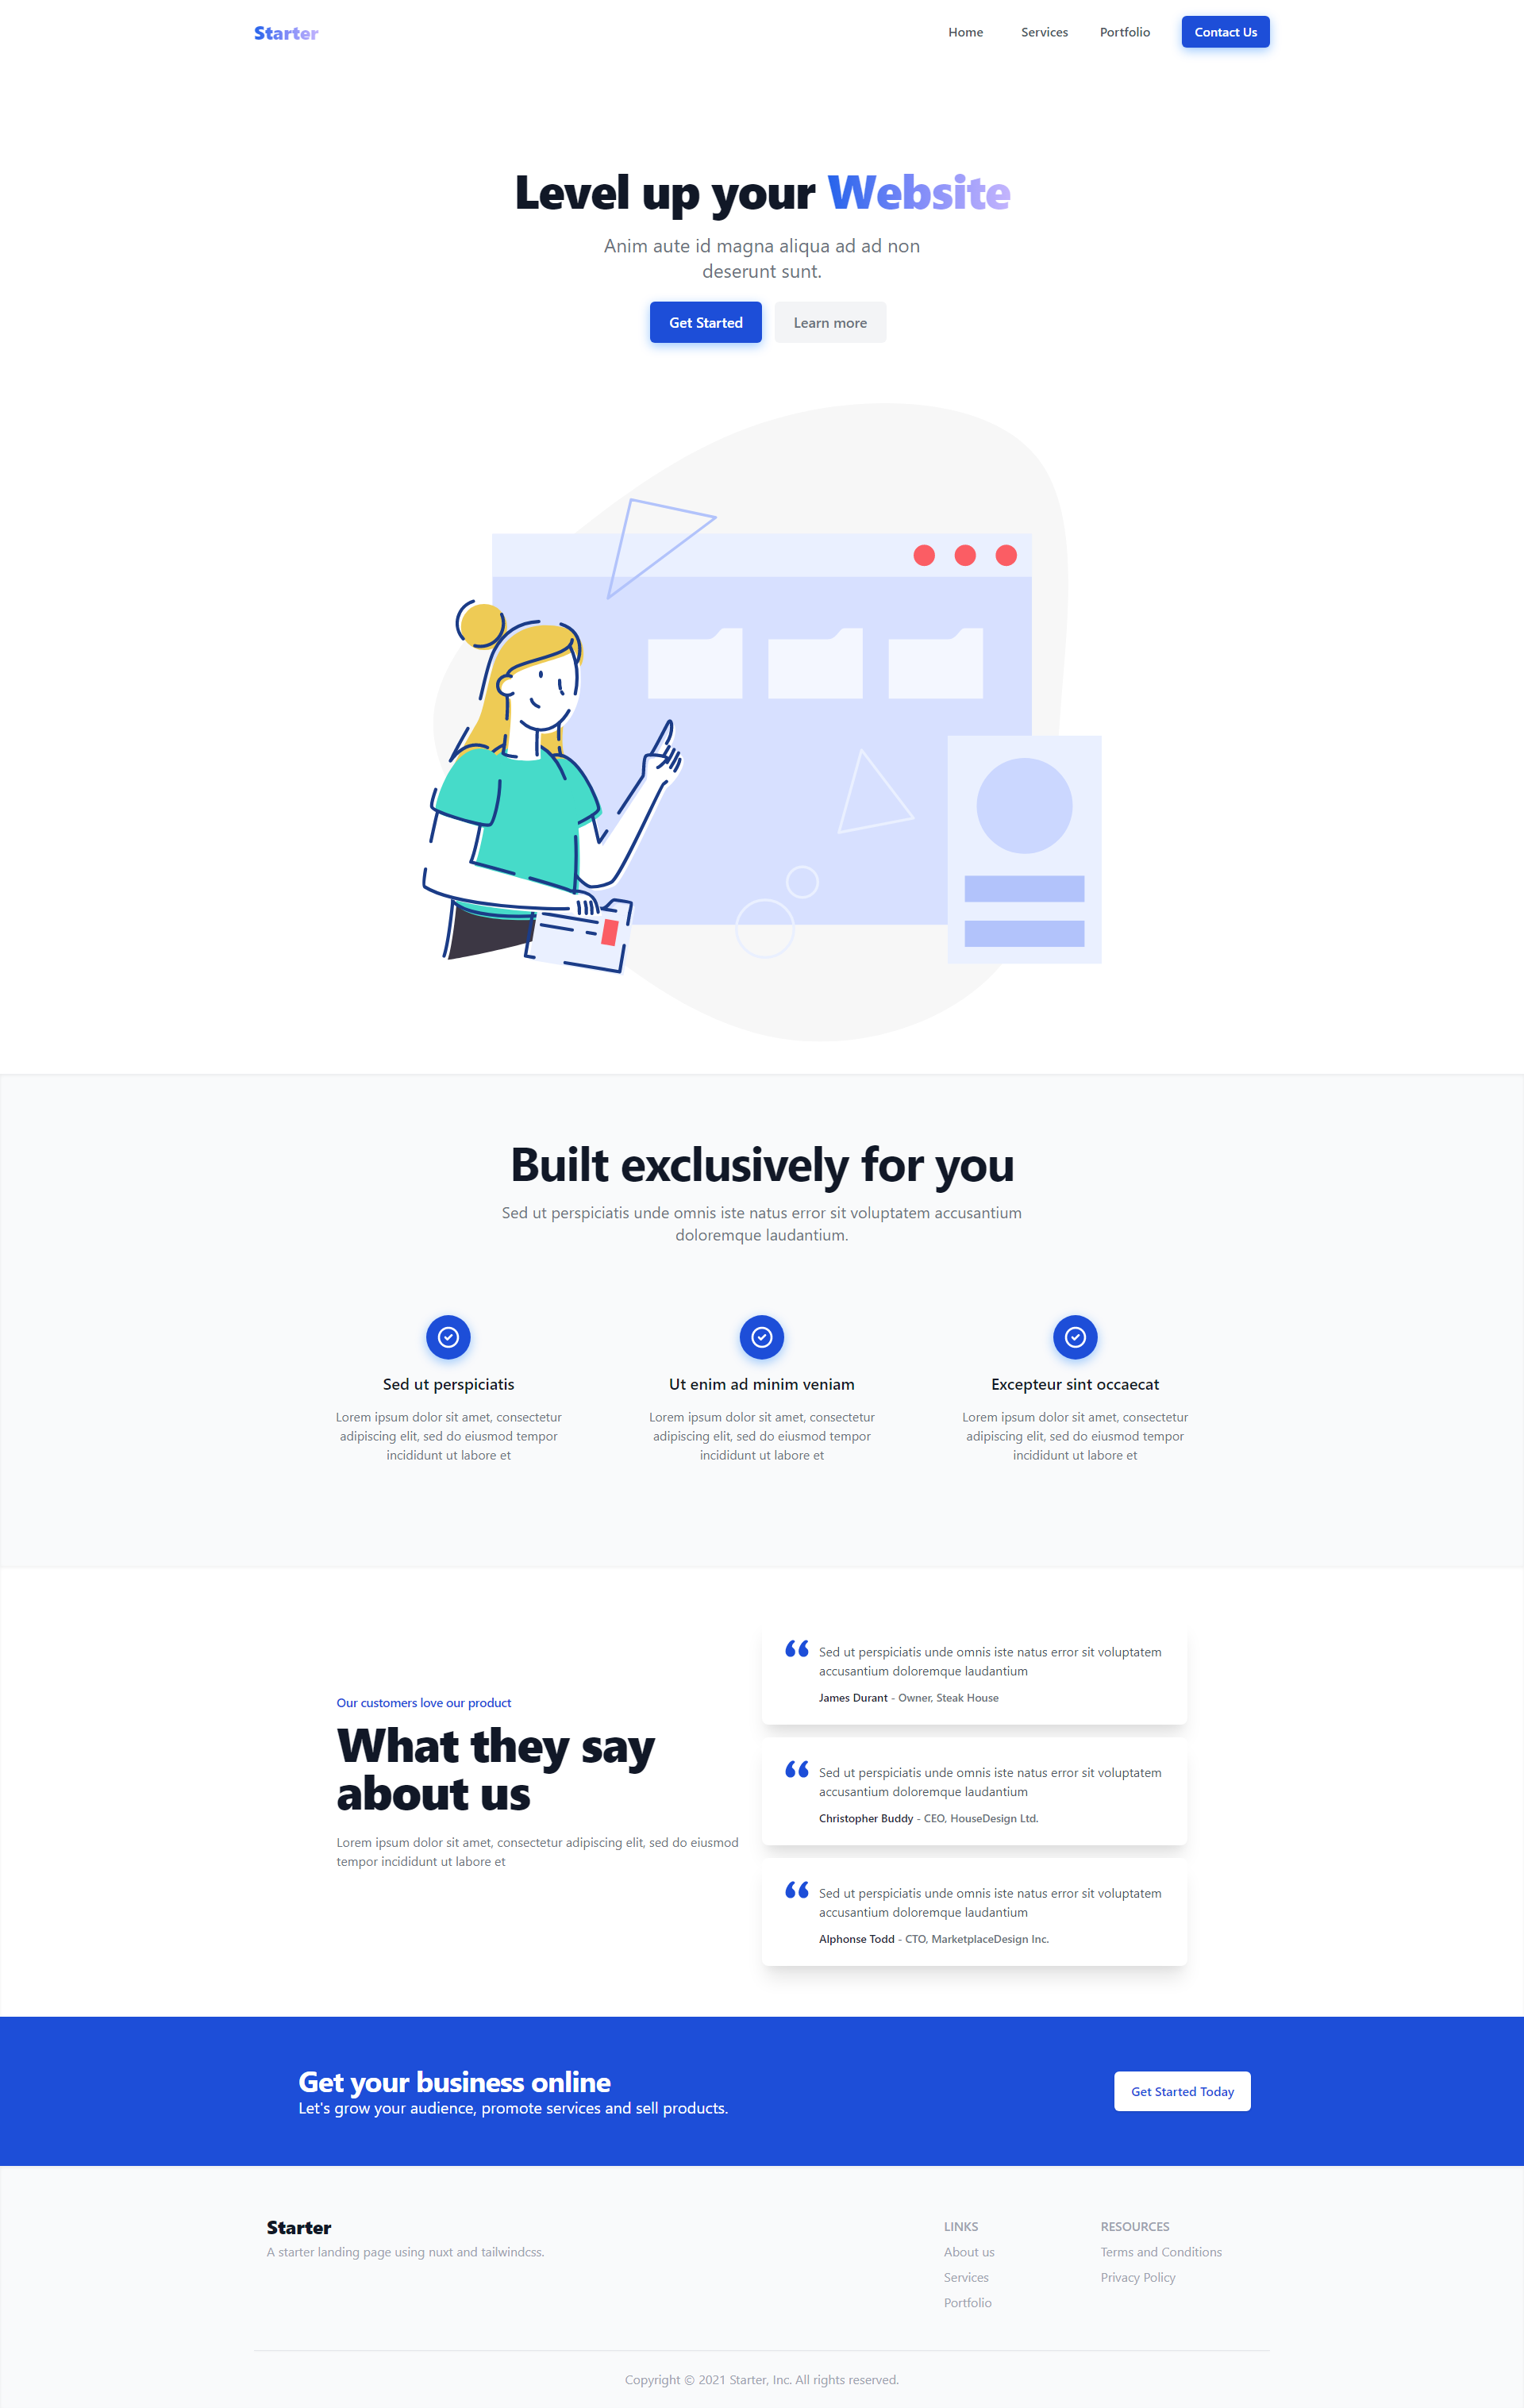 Starter
Home Services Portfolio Contact Us
Level up your Website
Anim aute id magna aliqua ad ad non
deserunt sunt.
Get Started Learn more
Built exclusively for you
Sed ut perspiciatis unde omnis iste natus error sit voluptatem accusantium
doloremque laudantium.
Sed ut perspiciatis
Lorem ipsum dolor sit amet, consectetur
adipiscing elit, sed do eiusmod tempor
incididunt ut labore et
Ut enim ad minim veniam
Lorem ipsum dolor sit amet, consectetur
adipiscing elit, sed do eiusmod tempor
incididunt ut labore et
Excepteur sint occaecat
Lorem ipsum dolor sit amet, consectetur
adipiscing elit, sed do eiusmod tempor
incididunt ut labore et
Our customers love our product
What they say
about us
Lorem ipsum dolor sit amet, consectetur adipiscing elit, sed do eiusmod
tempor incididunt ut labore et
Sed ut perspiciatis unde omnis iste natus error sit voluptatem
accusantium doloremque laudantium
James Durant - Owner, Steak House
Sed ut perspiciatis unde omnis iste natus error sit voluptatem
accusantium doloremque laudantium
Christopher Buddy - CEO, HouseDesign Ltd.
Sed ut perspiciatis unde omnis iste natus error sit voluptatem
accusantium doloremque laudantium
Alphonse Todd - CTO, MarketplaceDesign Inc.
Get your business online
Let's grow your audience, promote services and sell products.
Get Started Today
Starter
A starter landing page using nuxt and tailwindcss.
LINKS
About us
Services
Portfolio
RESOURCES
Terms and Conditions
Privacy Policy
Copyright © 2021 Starter, Inc. All rights reserved.